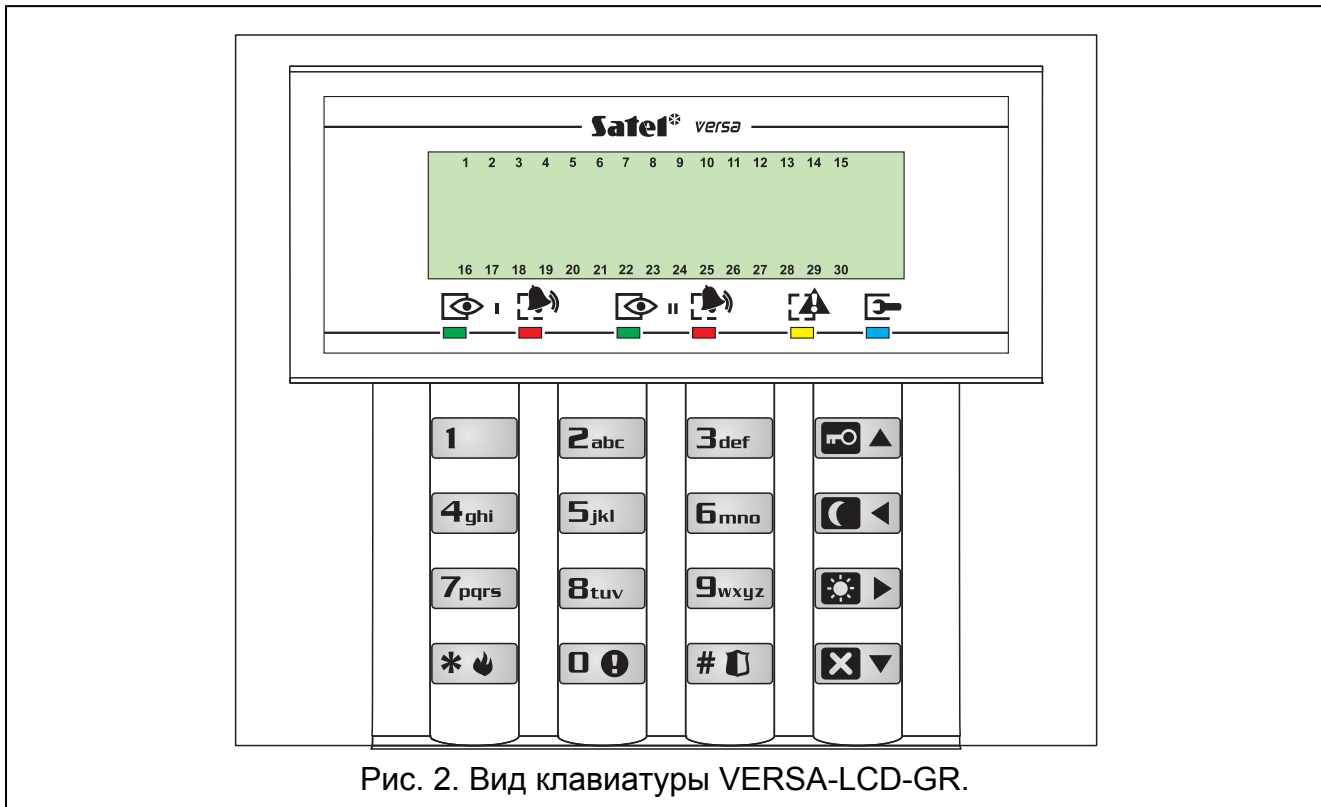 Satel* versa
1 2 3 4 5 6 7 8 9 10 11 12 13 14 15
16 17 18 19 20 21 22 23 24 25 26 27 28 29 30
I II
1 2abc 3def
4ghi 5jkl 6mno
7pqrs 8tuv 9wxyz
* 0 #
Рис. 2. Вид клавиатуры VERSA-LCD-GR.